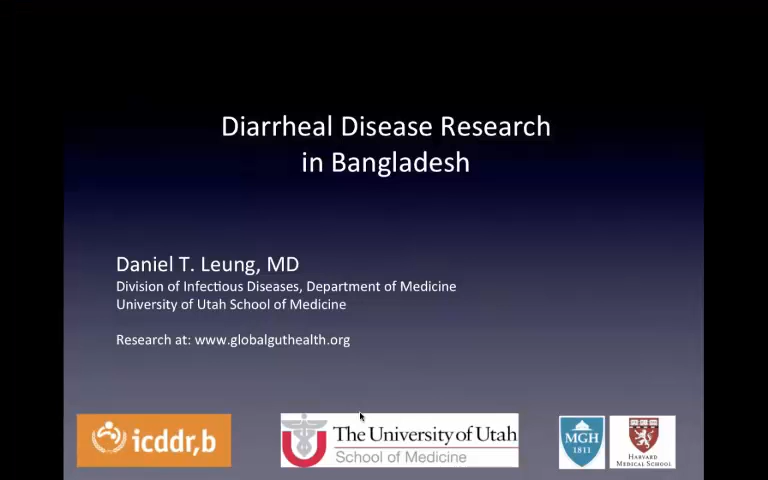 Diarrheal Disease Research
in Bangladesh
Daniel T. Leung, MD
Division of Infectious Diseases, Department of Medicine
University of Utah School of Medicine
Research at: www.globalguthealth.org
icddr,b
The University of Utah
School of Medicine
MGH
1811
HARVARD
MEDICAL SCHOOL